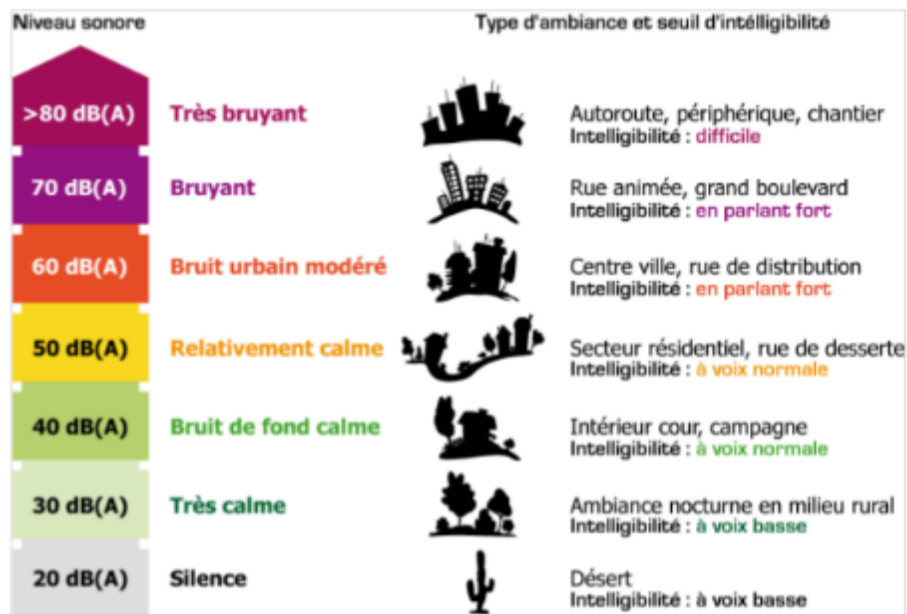 Niveau sonore Type d'ambiance et seuil d'intélligibilité
>80 dB(A) Très bruyant Autoroute, périphérique, chantier
Intelligibilité : difficile
70 dB(A) Bruyant Rue animée, grand boulevard
Intelligibilité : en parlant fort
60 dB(A) Bruit urbain modéré Centre ville, rue de distribution
Intelligibilité : en parlant fort
50 dB(A) Relativement calme Secteur résidentiel, rue de desserte
Intelligibilité : à voix normale
40 dB(A) Bruit de fond calme Intérieur cour, campagne
Intelligibilité : à voix normale
30 dB(A) Très calme Ambiance nocturne en milieu rural
Intelligibilité : à voix basse
20 dB(A) Silence Désert
Intelligibilité : à voix basse